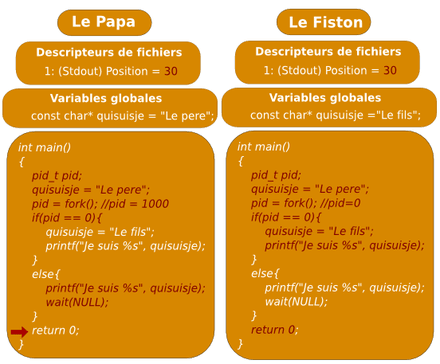 Le Papa
Descripteurs de fichiers
1: (Stdout) Position = 30
Variables globales
const char* quisuisje = "Le pere";
int main()
{
pid_t pid;
quisuisje = "Le pere";
pid = fork(); //pid = 1000
if(pid == 0){
quisuisje = "Le fils";
printf("Je suis %s", quisuisje);
}
else{
printf("Je suis %s", quisuisje);
wait(NULL);
}
return 0;
}
Le Fiston
Descripteurs de fichiers
1: (Stdout) Position = 30
Variables globales
const char* quisuisje ="Le fils";
int main()
{
pid_t pid;
quisuisje = "Le pere";
pid = fork(); //pid=0
if(pid == 0){
quisuisje = "Le fils";
printf("Je suis %s", quisuisje);
}
else{
printf("Je suis %s", quisuisje);
wait(NULL);
}
return 0;
}